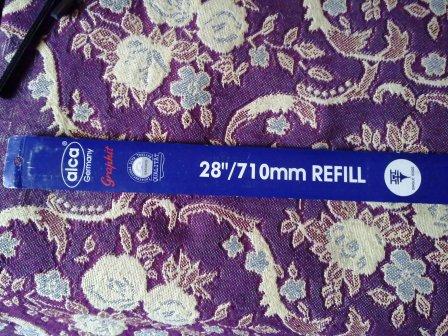 alca
Germany
Graphit
28"/710mm REFILL